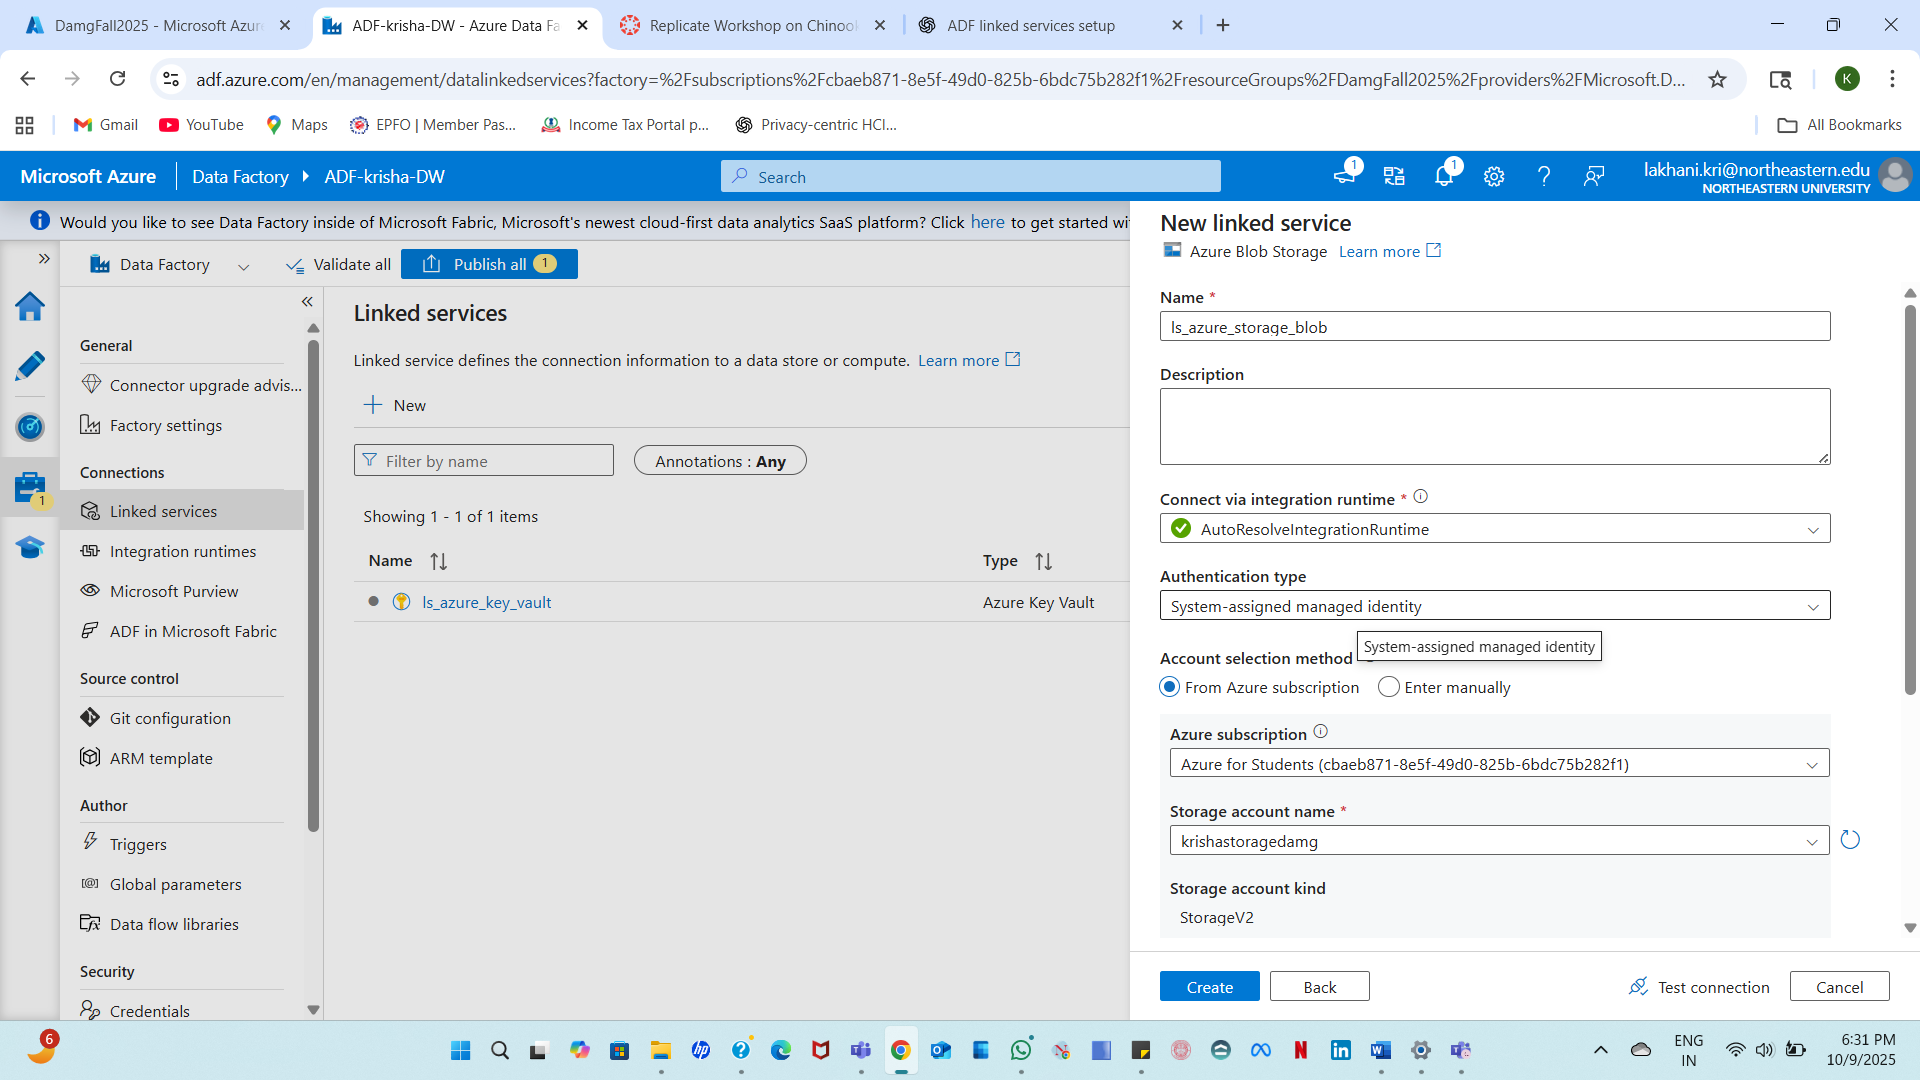 DamgFall2025 - Microsoft Azure
ADF-krisha-DW - Azure Data Fa
Replicate Workshop on Chinook
ADF linked services setup
adf.azure.com/en/management/datalinkedservices?factory=%2Fsubscriptions%2Fcbaeb871-8e5f-49d0-825b-6bdc75b282f1%2FresourceGroups%2FDamgFall2025%2Fproviders%2FMicrosoft.D...
K
Gmail
YouTube
Maps
EPFO | Member Pas...
Income Tax Portal p...
Privacy-centric HCI...
All Bookmarks
Microsoft Azure
Data Factory
ADF-krisha-DW
Search
1
1
lakhani.kri@northeastern.edu
NORTHEASTERN UNIVERSITY
Would you like to see Data Factory inside of Microsoft Fabric, Microsoft's newest cloud-first data analytics SaaS platform? Click here to get started wi
Data Factory
Validate all
Publish all 1
1
General
Connector upgrade advis...
Factory settings
Connections
Linked services
Integration runtimes
Microsoft Purview
ADF in Microsoft Fabric
Source control
Git configuration
ARM template
Author
Triggers
Global parameters
Data flow libraries
Security
Credentials
Linked services
Linked service defines the connection information to a data store or compute. Learn more
New
Filter by name
Annotations : Any
Showing 1 - 1 of 1 items
Name
Type
ls_azure_key_vault
Azure Key Vault
New linked service
Azure Blob Storage Learn more
Name *
ls_azure_storage_blob
Description
Connect via integration runtime *
AutoResolveIntegrationRuntime
Authentication type
System-assigned managed identity
System-assigned managed identity
Account selection method
From Azure subscription
Enter manually
Azure subscription
Azure for Students (cbaeb871-8e5f-49d0-825b-6bdc75b282f1)
Storage account name *
krishastoragedamg
Storage account kind
StorageV2
Create
Back
Test connection
Cancel
6
ENG
IN
6:31 PM
10/9/2025